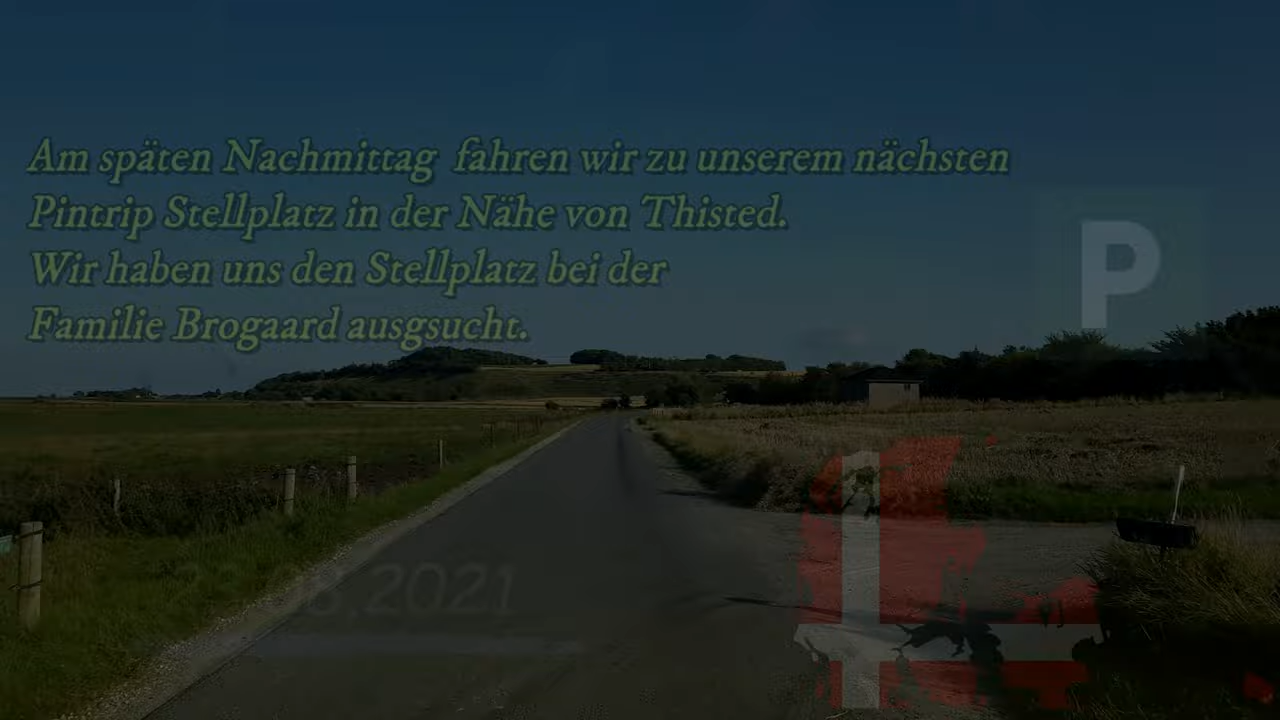 Am späten Nachmittag fahren wir zu unserem nächsten
Pintrip Stellplatz in der Nähe von Thisted.
Wir haben uns den Stellplatz bei der
Familie Brogaard ausgsucht.
P